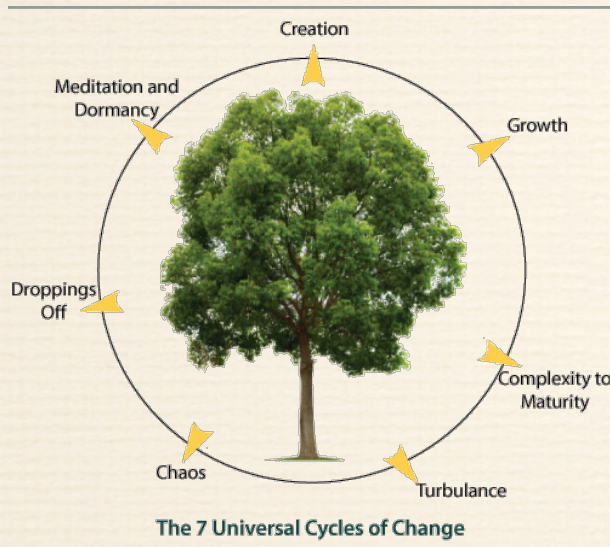 Creation
Growth
Complexity to
Maturity
Turbulance
Chaos
Droppings
Off
Meditation and
Dormancy
The 7 Universal Cycles of Change